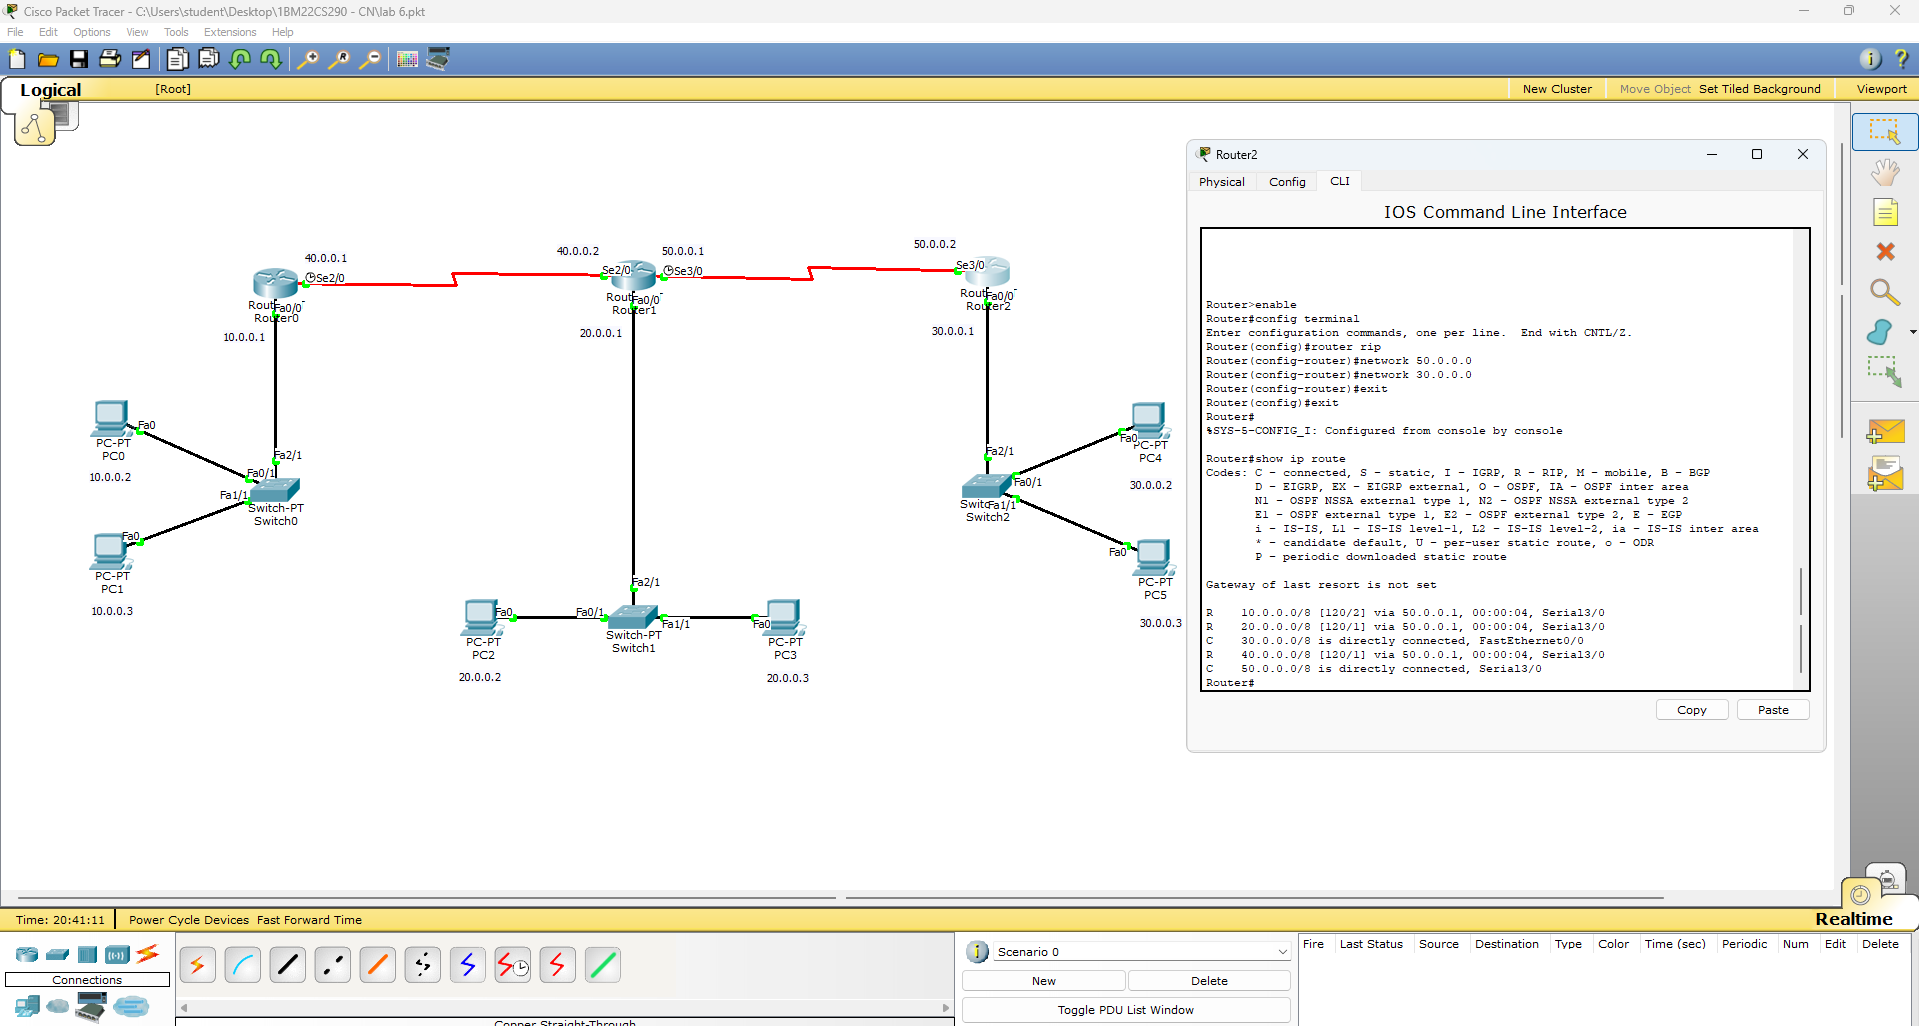 Cisco Packet Tracer - C:\Users\student\Desktop\1BM22CS290 - CN\lab 6.pkt
File Edit Options View Tools Extensions Help
Logical [Root] New Cluster Move Object Set Tiled Background Viewport
40.0.0.1
Se2/0
Fa0/0
Router0
10.0.0.1
40.0.0.2
50.0.0.1
Se2/0
Se3/0
Fa0/0
Router1
20.0.0.1
50.0.0.2
Se3/0
Fa0/0
Router2
30.0.0.1
Fa0
PC-PT
PC0
10.0.0.2
Fa2/1
Fa0/1
Fa1/1
Switch-PT
Switch0
Fa0
PC-PT
PC1
10.0.0.3
Fa2/1
Fa0
Fa0/1
Fa1/1
Fa0
PC-PT
PC2
20.0.0.2
Switch-PT
Switch1
PC-PT
PC3
20.0.0.3
Fa2/1
Fa0/1
Fa1/1
Switch2
Fa0
PC-PT
PC4
30.0.0.2
Fa0
PC-PT
PC5
30.0.0.3
Router2
Physical Config CLI
IOS Command Line Interface
Router>enable
Router#config terminal
Enter configuration commands, one per line.  End with CNTL/Z.
Router(config)#router rip
Router(config-router)#network 50.0.0.0
Router(config-router)#network 30.0.0.0
Router(config-router)#exit
Router(config)#exit
Router#
%SYS-5-CONFIG_I: Configured from console by console
Router#show ip route
Codes: C - connected, S - static, I - IGRP, R - RIP, M - mobile, B - BGP
D - EIGRP, EX - EIGRP external, O - OSPF, IA - OSPF inter area
N1 - OSPF NSSA external type 1, N2 - OSPF NSSA external type 2
E1 - OSPF external type 1, E2 - OSPF external type 2, E - EGP
i - IS-IS, L1 - IS-IS level-1, L2 - IS-IS level-2, ia - IS-IS inter area
* - candidate default, U - per-user static route, o - ODR
P - periodic downloaded static route
Gateway of last resort is not set
R    10.0.0.0/8 [120/2] via 50.0.0.1, 00:00:04, Serial3/0
R    20.0.0.0/8 [120/1] via 50.0.0.1, 00:00:04, Serial3/0
C    30.0.0.0/8 is directly connected, FastEthernet0/0
R    40.0.0.0/8 [120/1] via 50.0.0.1, 00:00:04, Serial3/0
C    50.0.0.0/8 is directly connected, Serial3/0
Router#
Copy Paste
Time: 20:41:11 Power Cycle Devices Fast Forward Time
Realtime
Connections
Copper Straight-Through
Scenario 0
New Delete
Toggle PDU List Window
Fire Last Status Source Destination Type Color Time (sec) Periodic Num Edit Delete